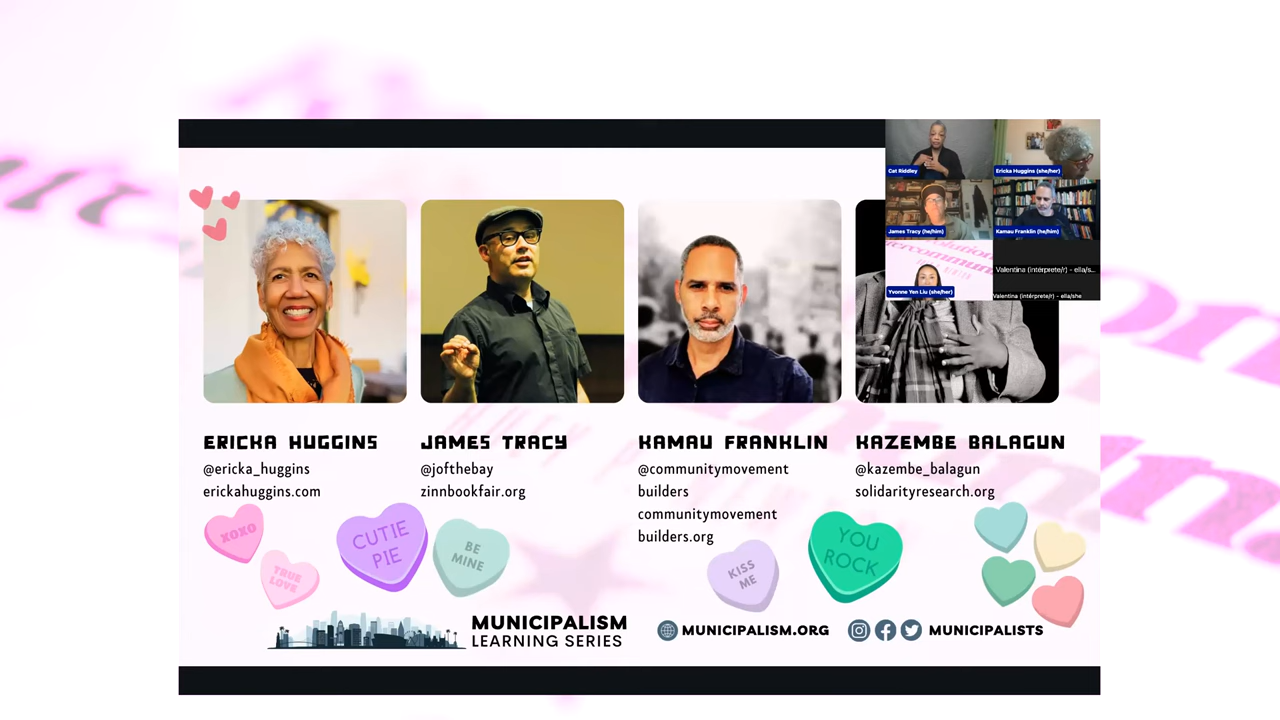 Cat Riddley
Ericka Huggins (she/her)
James Tracy (he/him)
Kamau Franklin (he/him)
Yvonne Yen Liu (she/her)
Valentina (intérprete/r) - ella/s...
Valentina (intérprete/r) - ella/she
ERICKA HUGGINS
@ericka_huggins
erickahuggins.com
JAMES TRACY
@jofthebay
zinnbookfair.org
KAMAU FRANKLIN
@communitymovement
builders
communitymovement
builders.org
KAZEMBE BALAGUN
@kazembe_balagun
solidarityresearch.org
XOXO
TRUE
LOVE
CUTIE
PIE
BE
MINE
KISS
ME
YOU
ROCK
MUNICIPALISM
LEARNING SERIES
MUNICIPALISM.ORG
MUNICIPALISTS